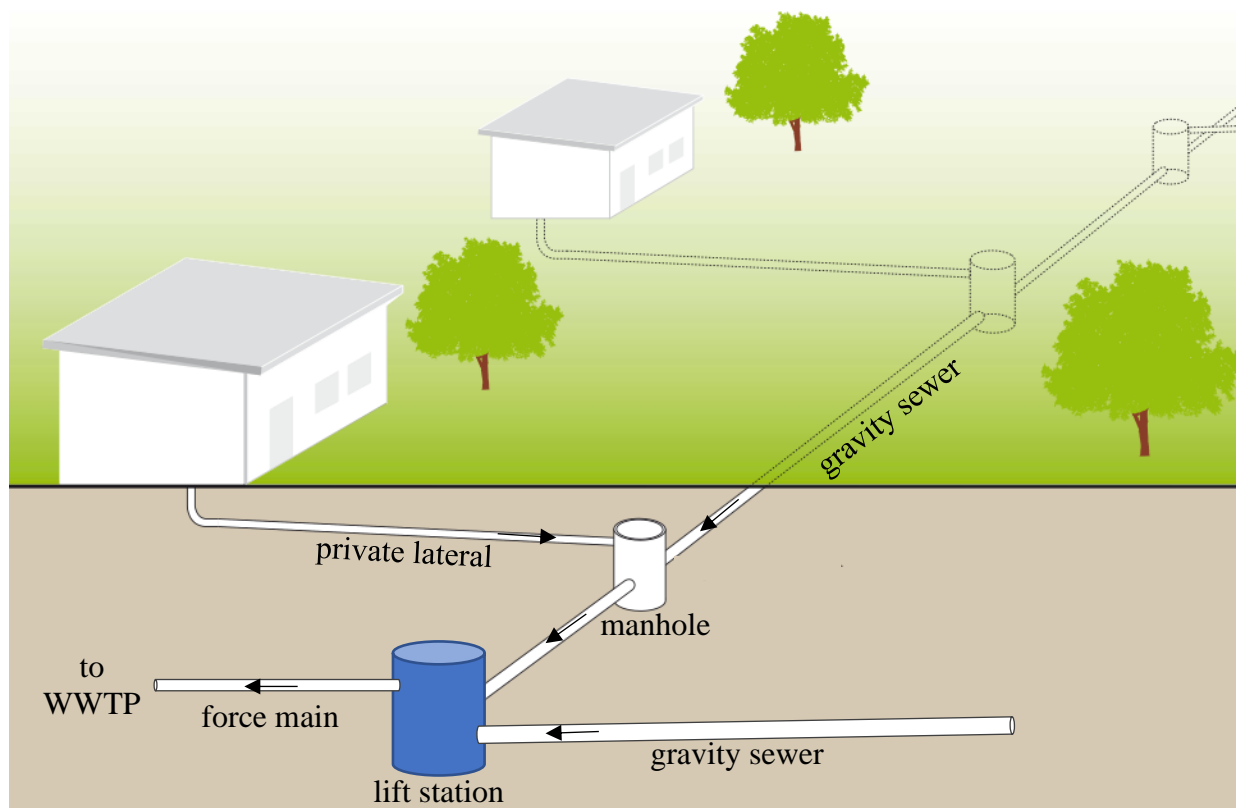 gravity sewer
private lateral
manhole
to
WWTP
force main
gravity sewer
lift station